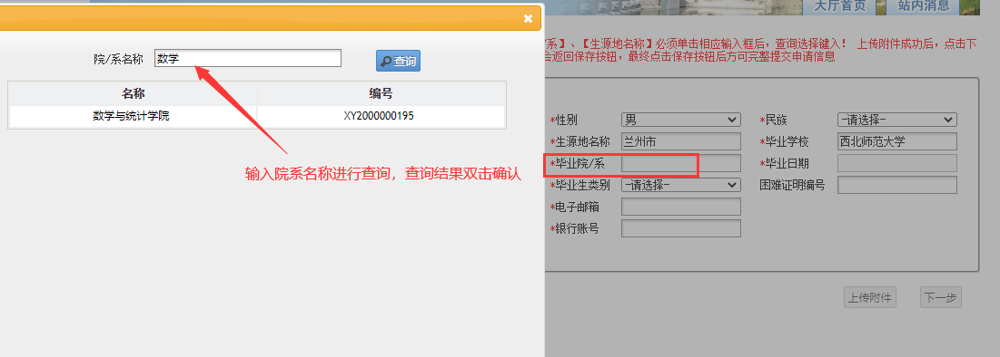 大厅首页 站内消息
院/系名称 数学 查询
名称 编号
数学与统计学院 XY2000000195
输入院系名称进行查询，查询结果双击确认
系】、【生源地名称】必须单击相应输入框后，查询选择键入！ 上传附件成功后，点击下
会返回保存按钮，最终点击保存按钮后方可完整提交申请信息
*性别 男 *民族 -请选择-
*生源地名称 兰州市 *毕业学校 西北师范大学
*毕业院/系 *毕业日期
*毕业生类别 -请选择- 困难证明编号
*电子邮箱
*银行账号
上传附件 下一步